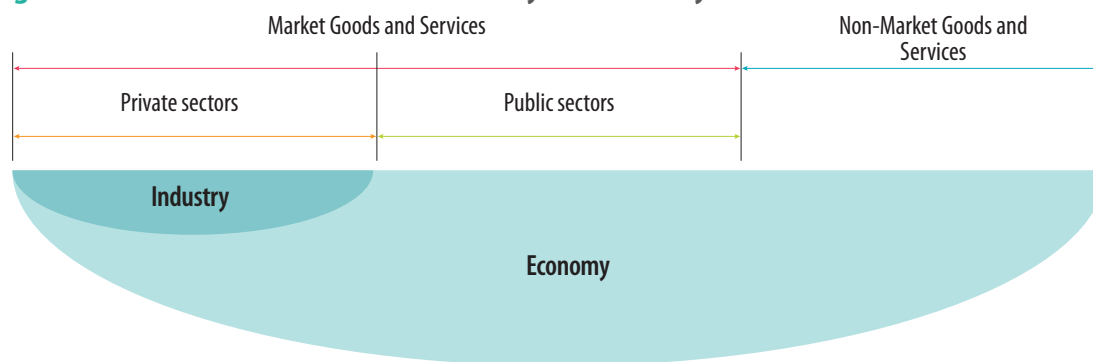 Market Goods and Services
Non-Market Goods and
Services
Private sectors
Public sectors
Industry
Economy